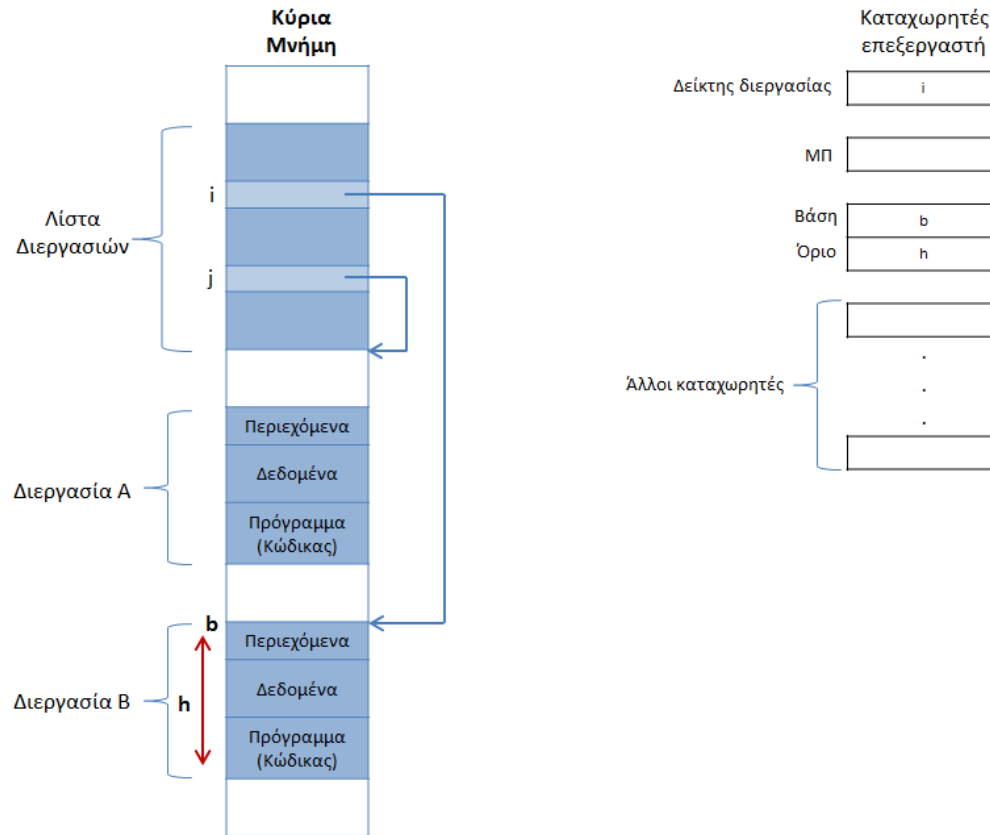 Κύρια
Μνήμη
Λίστα
Διεργασιών
i
j
Διεργασία Α
Περιεχόμενα
Δεδομένα
Πρόγραμμα
(Κώδικας)
Διεργασία Β
b
h
Περιεχόμενα
Δεδομένα
Πρόγραμμα
(Κώδικας)
Καταχωρητές
επεξεργαστή
Δείκτης διεργασίας
i
ΜΠ
Βάση
b
Όριο
h
Άλλοι καταχωρητές
.
.
.